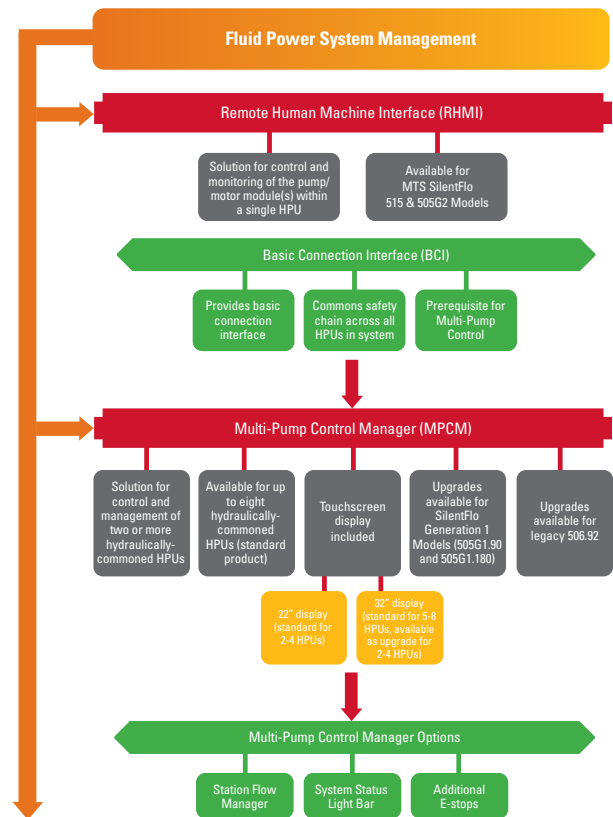 Fluid Power System Management
Remote Human Machine Interface (RHMI)
Solution for control and
monitoring of the pump/
motor module(s) within
a single HPU
Available for
MTS SilentFlo
515 & 505G2 Models
Basic Connection Interface (BCI)
Provides basic
connection
interface
Commons safety
chain across all
HPUs in system
Prerequisite for
Multi-Pump
Control
Multi-Pump Control Manager (MPCM)
Solution for
control and
management of
two or more
hydraulically-
commoned HPUs
Available for up
to eight
hydraulically-
commoned
HPUs (standard
product)
Touchscreen
display
included
Upgrades
available for
SilentFlo
Generation 1
Models (505G1.90
and 505G1.180)
Upgrades
available for
legacy 506.92
22" display
(standard for
2-4 HPUs)
32" display
(standard for 5-8
HPUs, available
as upgrade for
2-4 HPUs)
Multi-Pump Control Manager Options
Station Flow
Manager
System Status
Light Bar
Additional
E-stops